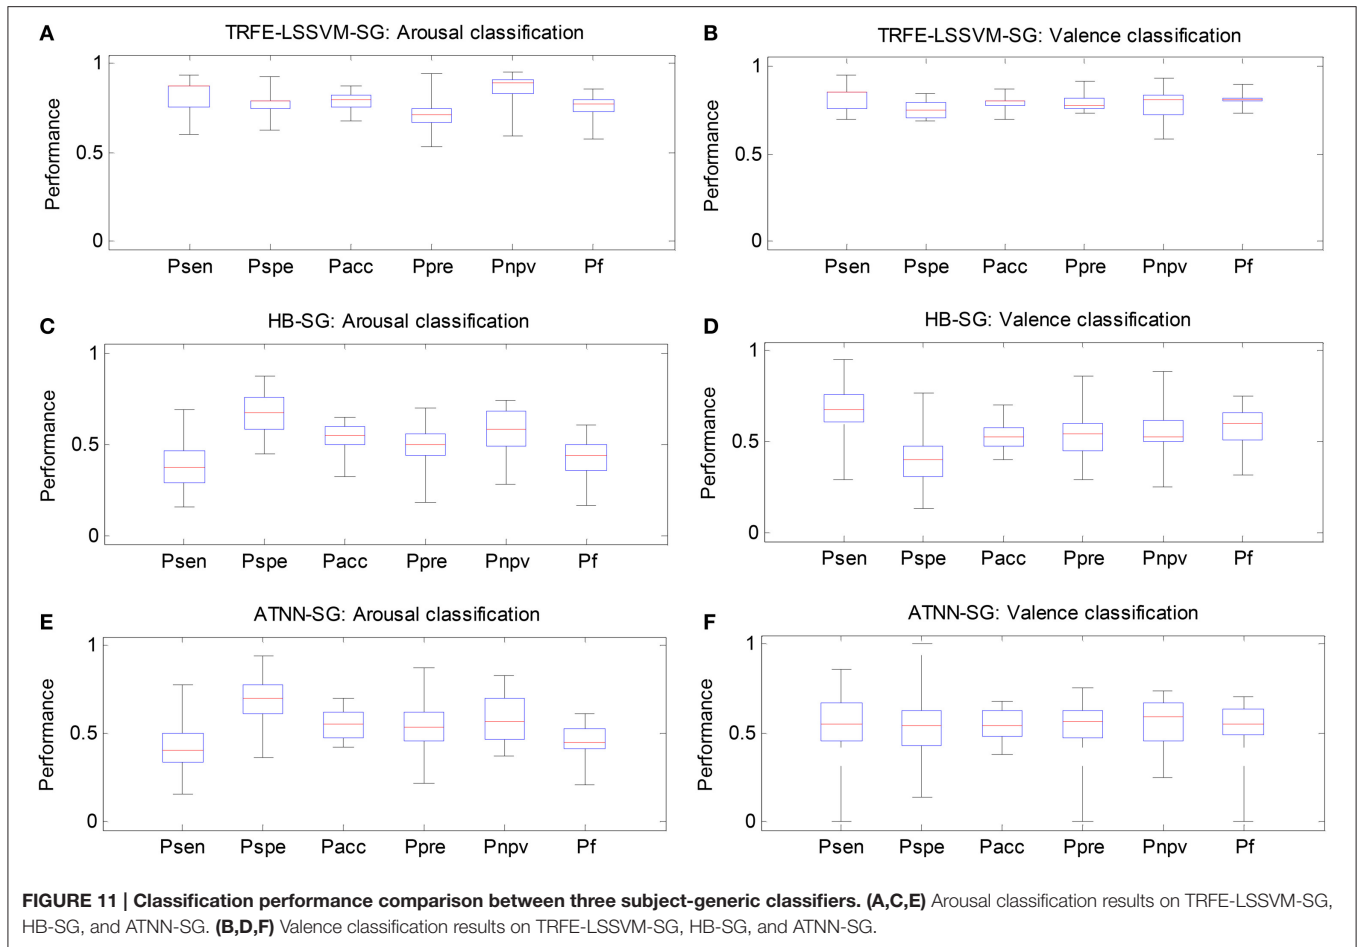 A
TRFE-LSSVM-SG: Arousal classification
Performance
1
0.5
0
Psen Pspe Pacc Ppre Pnpv Pf
B
TRFE-LSSVM-SG: Valence classification
Performance
1
0.5
0
Psen Pspe Pacc Ppre Pnpv Pf
C
HB-SG: Arousal classification
Performance
1
0.5
0
Psen Pspe Pacc Ppre Pnpv Pf
D
HB-SG: Valence classification
Performance
1
0.5
0
Psen Pspe Pacc Ppre Pnpv Pf
E
ATNN-SG: Arousal classification
Performance
1
0.5
0
Psen Pspe Pacc Ppre Pnpv Pf
F
ATNN-SG: Valence classification
Performance
1
0.5
0
Psen Pspe Pacc Ppre Pnpv Pf
FIGURE 11 | Classification performance comparison between three subject-generic classifiers. (A,C,E) Arousal classification results on TRFE-LSSVM-SG,
HB-SG, and ATNN-SG. (B,D,F) Valence classification results on TRFE-LSSVM-SG, HB-SG, and ATNN-SG.